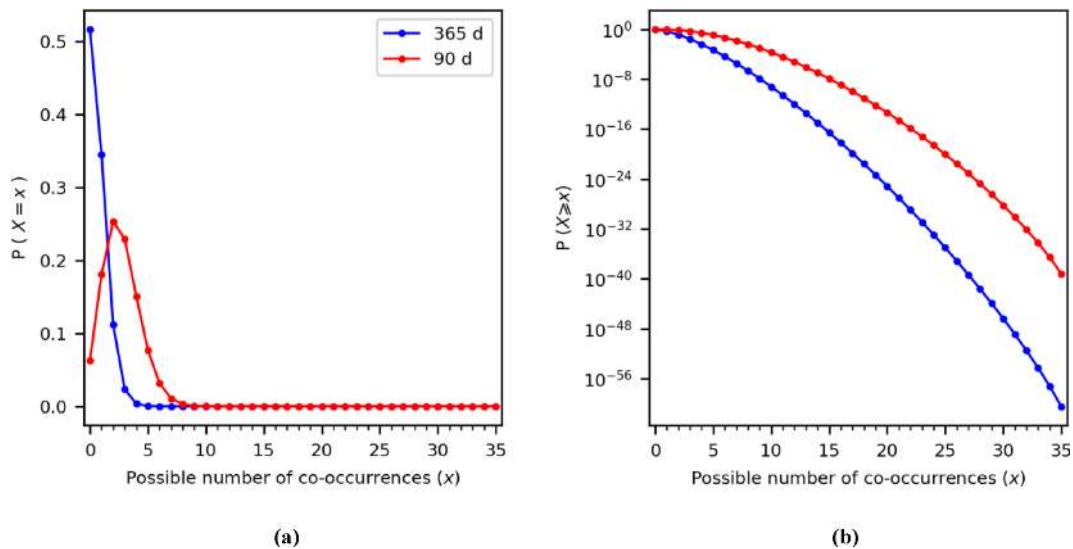 365 d
90 d
P ( X = x )
0.5
0.4
0.3
0.2
0.1
0.0
0 5 10 15 20 25 30 35
Possible number of co-occurrences (x)
(a)
P (X⩾x)
10⁰
10⁻⁸
10⁻¹⁶
10⁻²⁴
10⁻³²
10⁻⁴⁰
10⁻⁴⁸
10⁻⁵⁶
0 5 10 15 20 25 30 35
Possible number of co-occurrences (x)
(b)